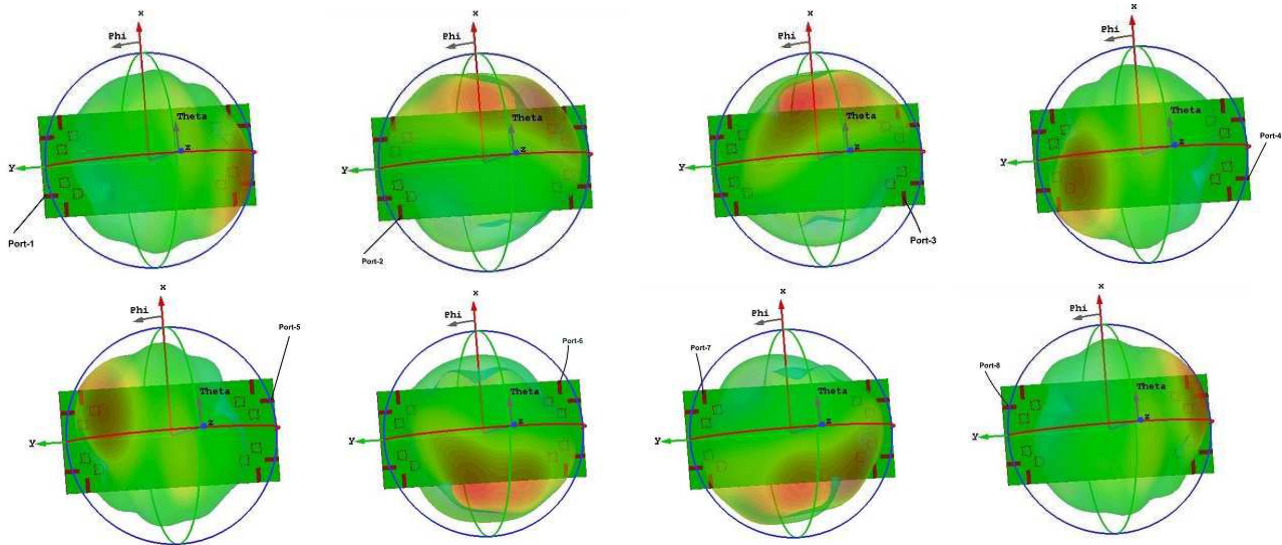 x
Phi
Theta
z
Y
Port-1
x
Phi
Theta
z
Y
Port-2
x
Phi
Theta
z
Y
Port-3
x
Phi
Theta
z
Y
Port-4
x
Phi
Port-5
Theta
z
Y
x
Phi
Port-6
Theta
z
Y
x
Phi
Port-7
Theta
z
Y
x
Phi
Port-8
Theta
z
Y